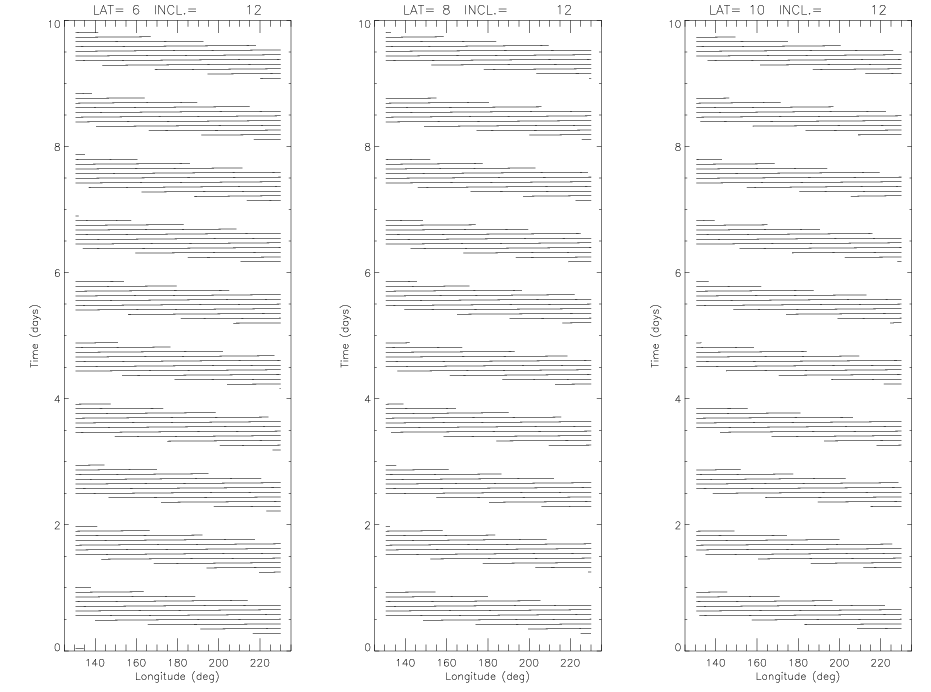 LAT= 6 INCL.= 12
10
8
6
4
2
0
Time (days)
140 160 180 200 220
Longitude (deg)
LAT= 8 INCL.= 12
10
8
6
4
2
0
Time (days)
140 160 180 200 220
Longitude (deg)
LAT= 10 INCL.= 12
10
8
6
4
2
0
Time (days)
140 160 180 200 220
Longitude (deg)